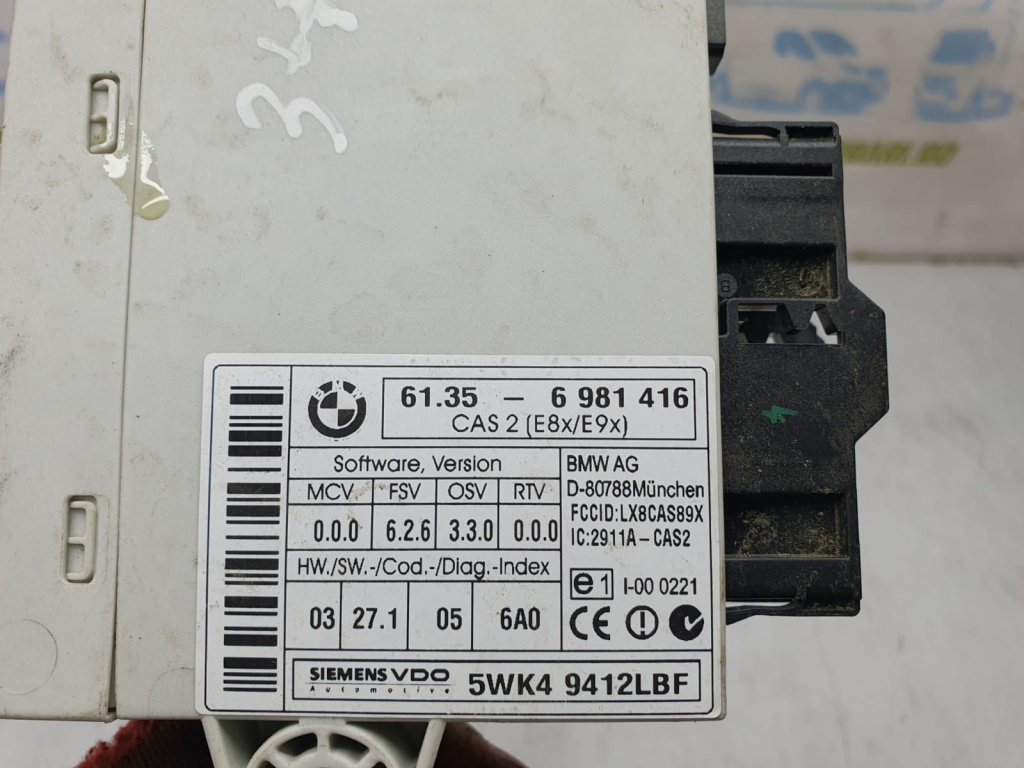 61.35 – 6 981 416
CAS 2 (E8x/E9x)
Software, Version
MCV FSV OSV RTV
0.0.0 6.2.6 3.3.0 0.0.0
HW./SW.-/Cod.-/Diag.-Index
03 27.1 05 6A0
BMW AG
D-80788München
FCCID:LX8CAS89X
IC:2911A – CAS2
e1 I-00 0221
CE
SIEMENS VDO
Automotive
5WK4 9412LBF
BMW
8